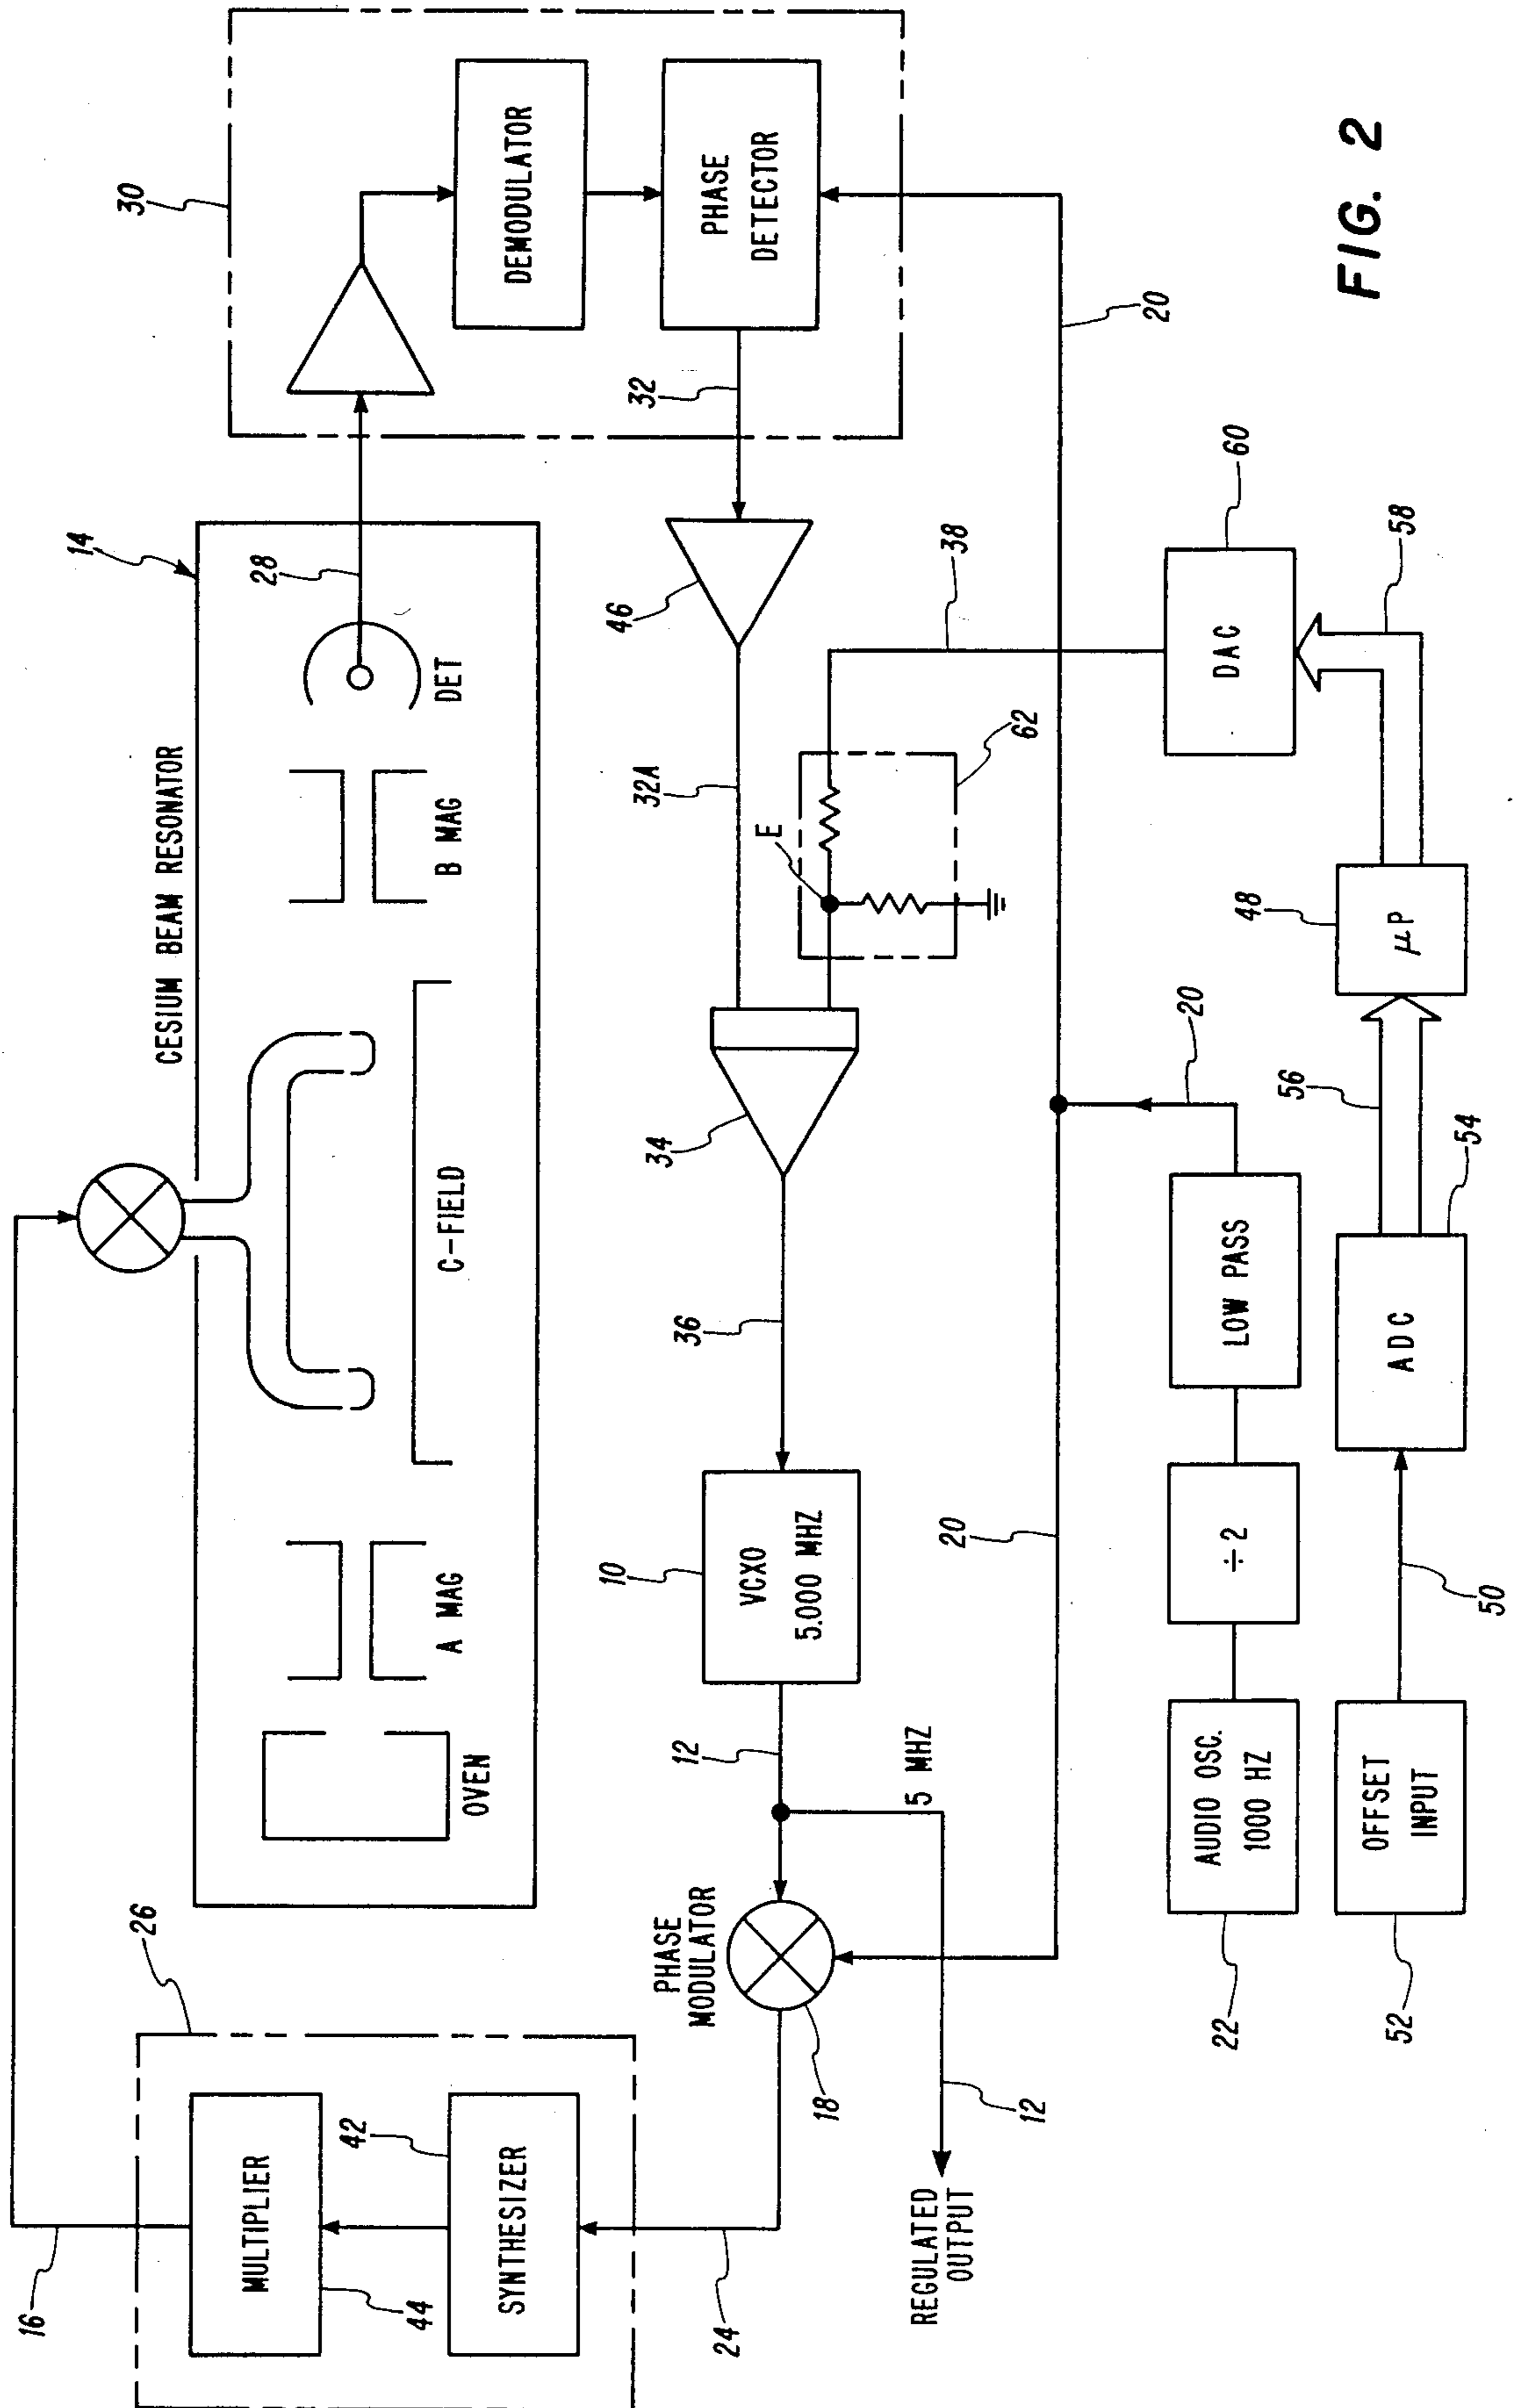 16
26
MULTIPLIER
44
42
SYNTHESIZER
24
CESIUM BEAM RESONATOR
14
OVEN
A MAG
C-FIELD
B MAG
DET
28
30
DEMODULATOR
PHASE
DETECTOR
32
46
32A
34
36
10
VCXO
5.000 MHZ
12
PHASE
MODULATOR
18
5 MHZ
12
REGULATED
OUTPUT
E
62
38
20
20
20
22
AUDIO OSC.
1000 HZ
÷2
LOW PASS
52
OFFSET
INPUT
50
ADC
54
56
48
μP
58
DAC
60
FIG. 2